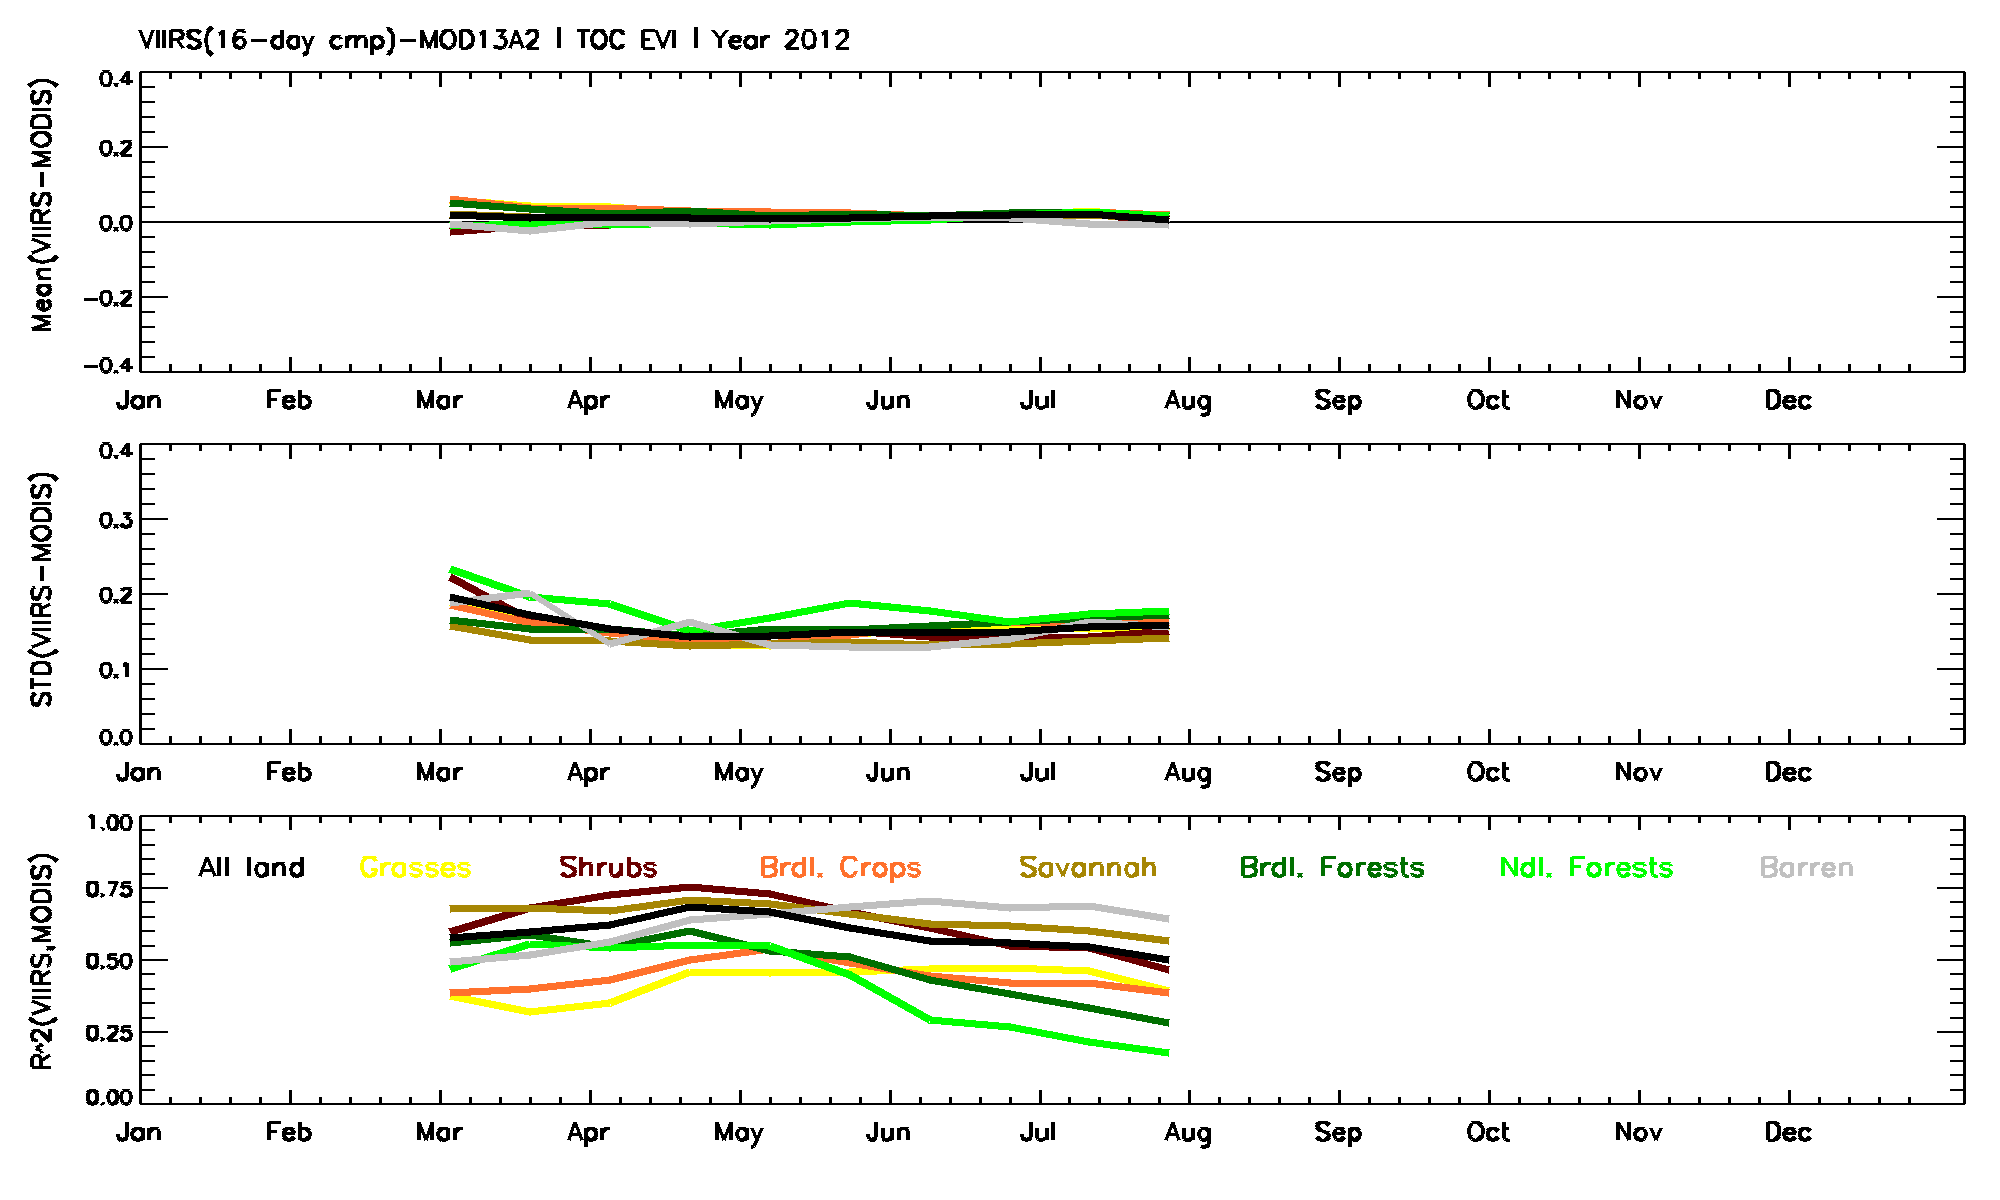 VIIRS(16-day cmp)-MOD13A2 | TOC EVI | Year 2012
Mean(VIIRS-MODIS)
0.4
0.2
0.0
-0.2
-0.4
Jan Feb Mar Apr May Jun Jul Aug Sep Oct Nov Dec
STD(VIIRS-MODIS)
0.4
0.3
0.2
0.1
0.0
Jan Feb Mar Apr May Jun Jul Aug Sep Oct Nov Dec
R^2(VIIRS,MODIS)
1.00
0.75
0.50
0.25
0.00
All land Grasses Shrubs Brdl. Crops Savannah Brdl. Forests Ndl. Forests Barren
Jan Feb Mar Apr May Jun Jul Aug Sep Oct Nov Dec